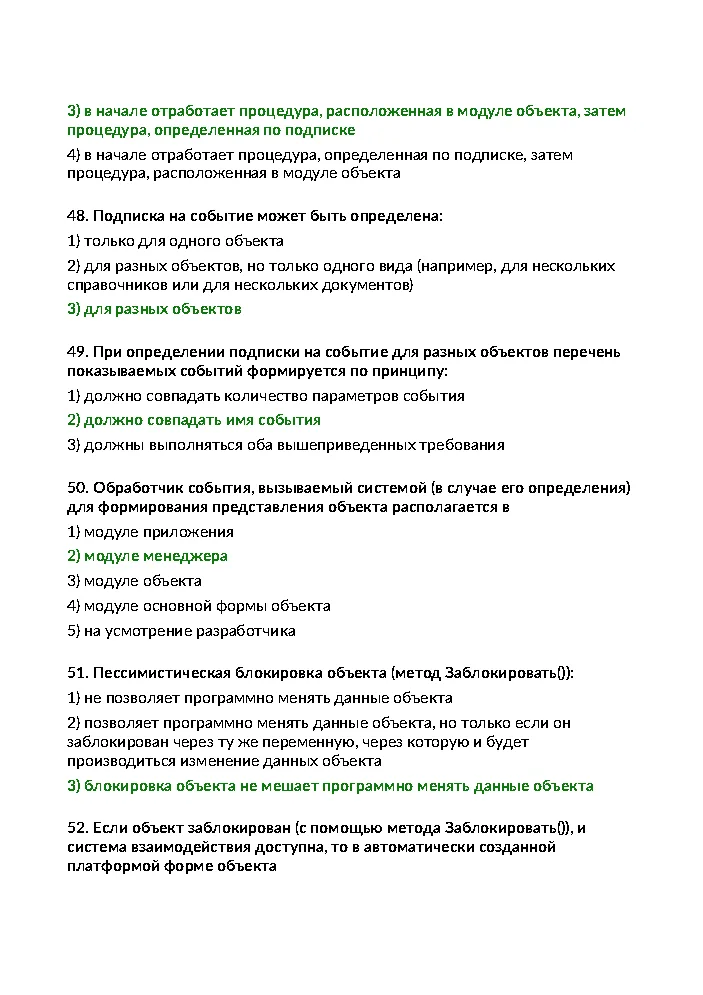 3) в начале отработает процедура, расположенная в модуле объекта, затем
процедура, определенная по подписке
4) в начале отработает процедура, определенная по подписке, затем
процедура, расположенная в модуле объекта
48. Подписка на событие может быть определена:
1) только для одного объекта
2) для разных объектов, но только одного вида (например, для нескольких
справочников или для нескольких документов)
3) для разных объектов
49. При определении подписки на событие для разных объектов перечень
показываемых событий формируется по принципу:
1) должно совпадать количество параметров события
2) должно совпадать имя события
3) должны выполняться оба вышеприведенных требования
50. Обработчик события, вызываемый системой (в случае его определения)
для формирования представления объекта располагается в
1) модуле приложения
2) модуле менеджера
3) модуле объекта
4) модуле основной формы объекта
5) на усмотрение разработчика
51. Пессимистическая блокировка объекта (метод Заблокировать()):
1) не позволяет программно менять данные объекта
2) позволяет программно менять данные объекта, но только если он
заблокирован через ту же переменную, через которую и будет
производиться изменение данных объекта
3) блокировка объекта не мешает программно менять данные объекта
52. Если объект заблокирован (с помощью метода Заблокировать()), и
система взаимодействия доступна, то в автоматически созданной
платформой форме объекта